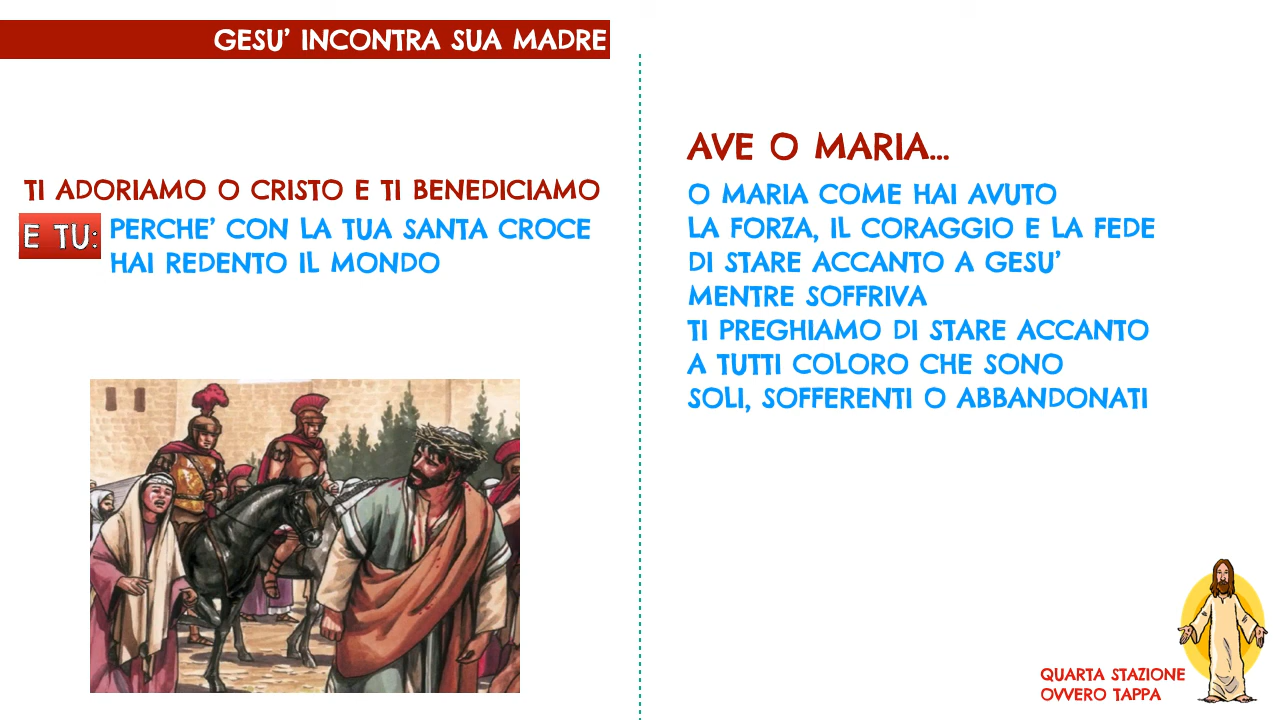 GESU’ INCONTRA SUA MADRE
TI ADORIAMO O CRISTO E TI BENEDICIAMO
E TU:
PERCHE’ CON LA TUA SANTA CROCE
HAI REDENTO IL MONDO
AVE O MARIA…
O MARIA COME HAI AVUTO
LA FORZA, IL CORAGGIO E LA FEDE
DI STARE ACCANTO A GESU’
MENTRE SOFFRIVA
TI PREGHIAMO DI STARE ACCANTO
A TUTTI COLORO CHE SONO
SOLI, SOFFERENTI O ABBANDONATI
QUARTA STAZIONE
OVVERO TAPPA